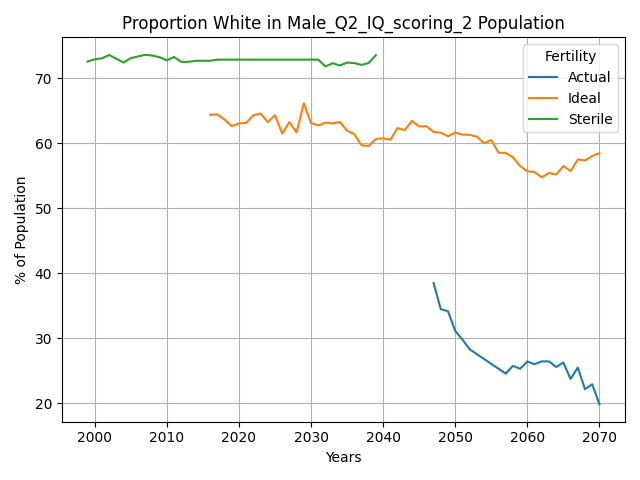 Proportion White in Male_Q2_IQ_scoring_2 Population
% of Population
70
60
50
40
30
20
Fertility
Actual
Ideal
Sterile
2000 2010 2020 2030 2040 2050 2060 2070
Years